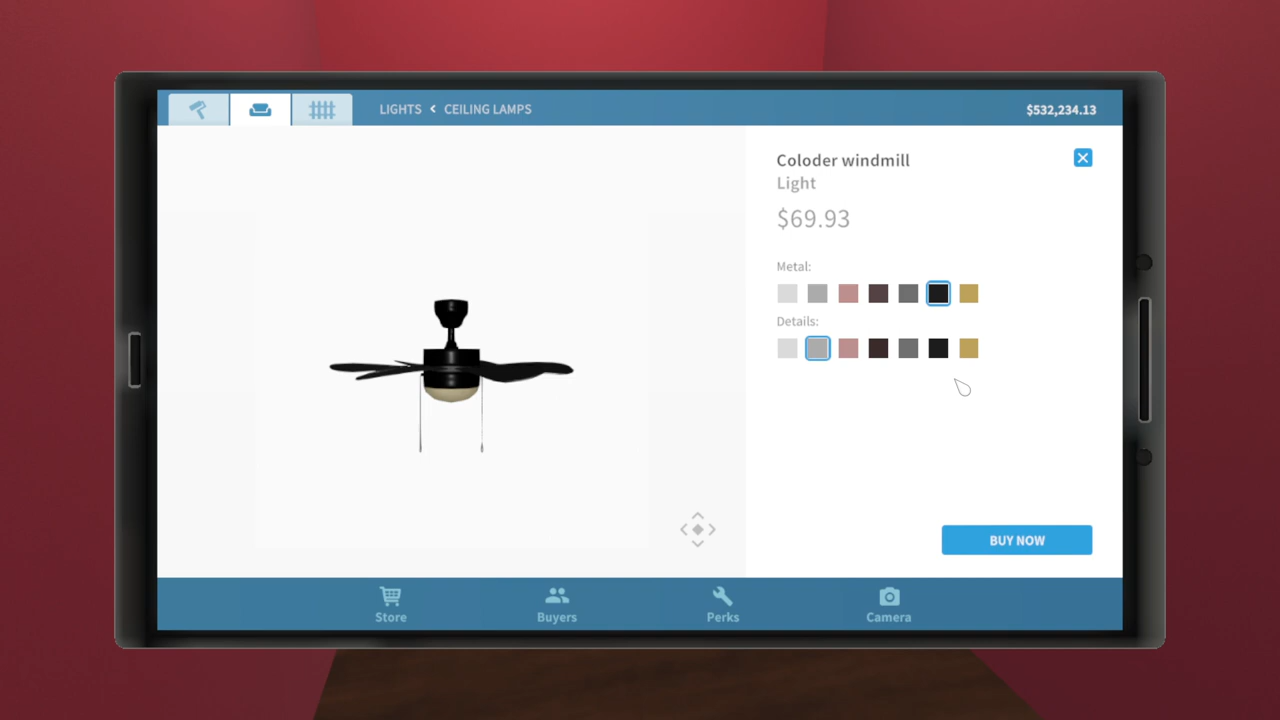 LIGHTS < CEILING LAMPS
$532,234.13
Coloder windmill
Light
$69.93
Metal:
Details:
BUY NOW
Store
Buyers
Perks
Camera